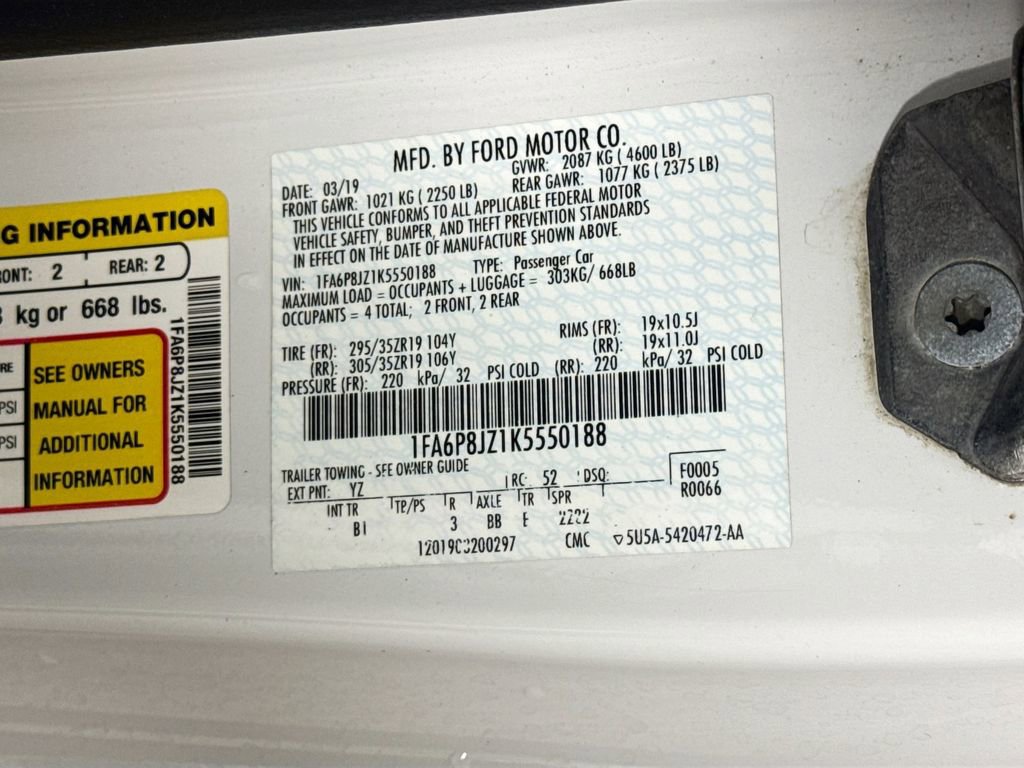 G INFORMATION
ONT: 2 REAR: 2
kg or 668 lbs.
SEE OWNERS
PSI MANUAL FOR
PSI ADDITIONAL
INFORMATION
1FA6P8JZ1K5550188
MFD. BY FORD MOTOR CO.
DATE: 03/19 GVWR: 2087 KG ( 4600 LB)
FRONT GAWR: 1021 KG ( 2250 LB) REAR GAWR: 1077 KG ( 2375 LB)
THIS VEHICLE CONFORMS TO ALL APPLICABLE FEDERAL MOTOR
VEHICLE SAFETY, BUMPER, AND THEFT PREVENTION STANDARDS
IN EFFECT ON THE DATE OF MANUFACTURE SHOWN ABOVE.
VIN: 1FA6P8JZ1K5550188 TYPE: Passenger Car
MAXIMUM LOAD = OCCUPANTS + LUGGAGE = 303KG/ 668LB
OCCUPANTS = 4 TOTAL; 2 FRONT, 2 REAR
TIRE (FR): 295/35ZR19 104Y RIMS (FR): 19x10.5J
(RR): 305/35ZR19 106Y (RR): 19x11.0J
PRESSURE (FR): 220 kPa/ 32 PSI COLD (RR): 220 kPa/ 32 PSI COLD
1FA6P8JZ1K5550188
TRAILER TOWING - SEE OWNER GUIDE
EXT PNT: YZ RC: 52 DSO: F0005
INT TR TP/PS R AXLE TR SPR R0066
BI 3 BB E 2222
12019 200297 CMC 5U5A-5420472-AA